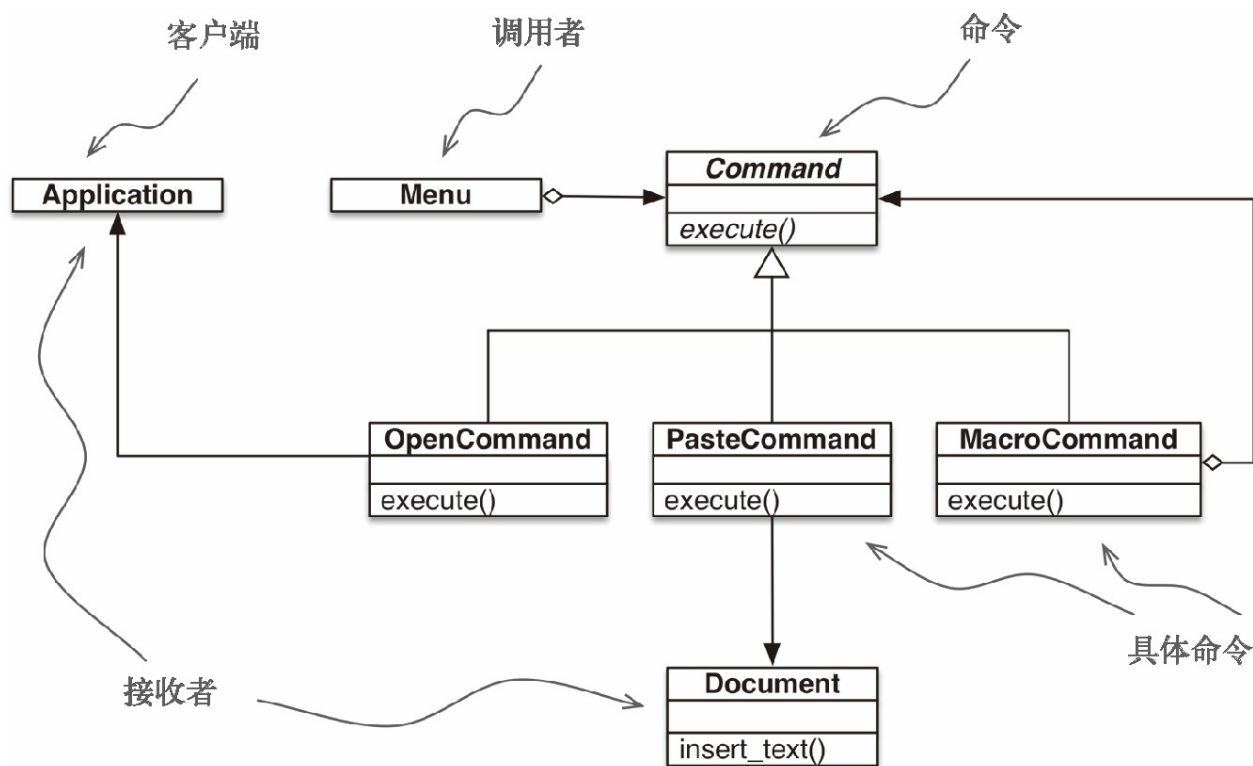 客户端
调用者
命令
Application
Menu
Command
execute()
OpenCommand
execute()
PasteCommand
execute()
MacroCommand
execute()
具体命令
接收者
Document
insert_text()